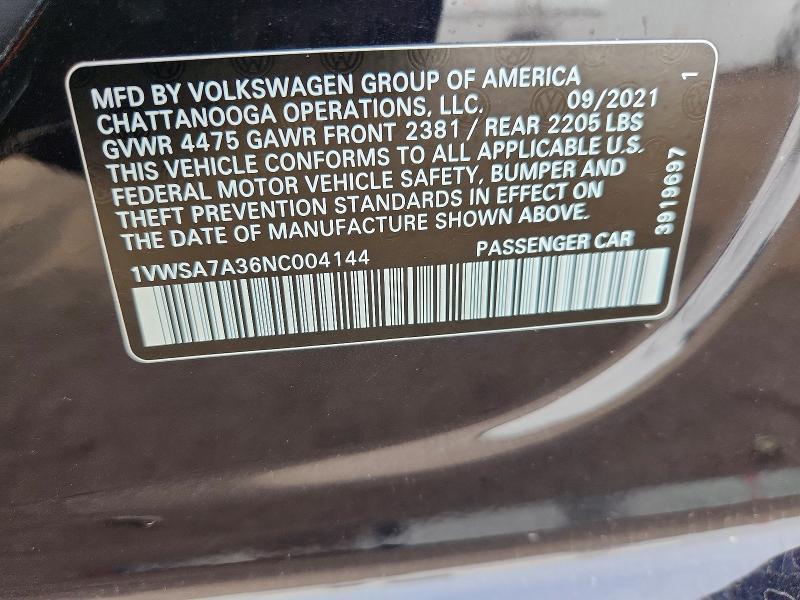 MFD BY VOLKSWAGEN GROUP OF AMERICA
CHATTANOOGA OPERATIONS, LLC. 09/2021
GVWR 4475 GAWR FRONT 2381 / REAR 2205 LBS
THIS VEHICLE CONFORMS TO ALL APPLICABLE U.S.
FEDERAL MOTOR VEHICLE SAFETY, BUMPER AND
THEFT PREVENTION STANDARDS IN EFFECT ON
THE DATE OF MANUFACTURE SHOWN ABOVE.
1VWSA7A36NC004144 PASSENGER CAR
3919697 1